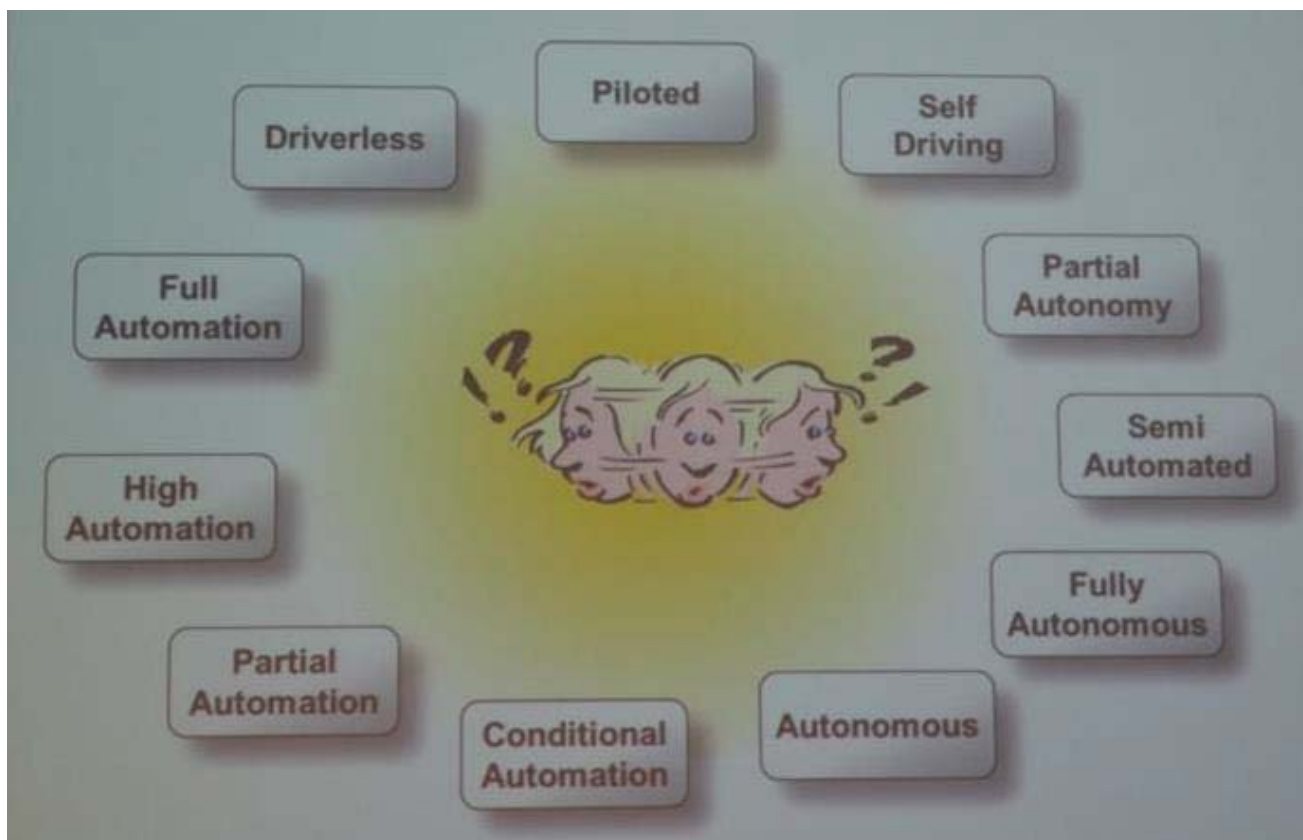 Piloted
Self
Driving
Partial
Autonomy
Semi
Automated
Fully
Autonomous
Autonomous
Conditional
Automation
Partial
Automation
High
Automation
Full
Automation
Driverless
! ?
? !